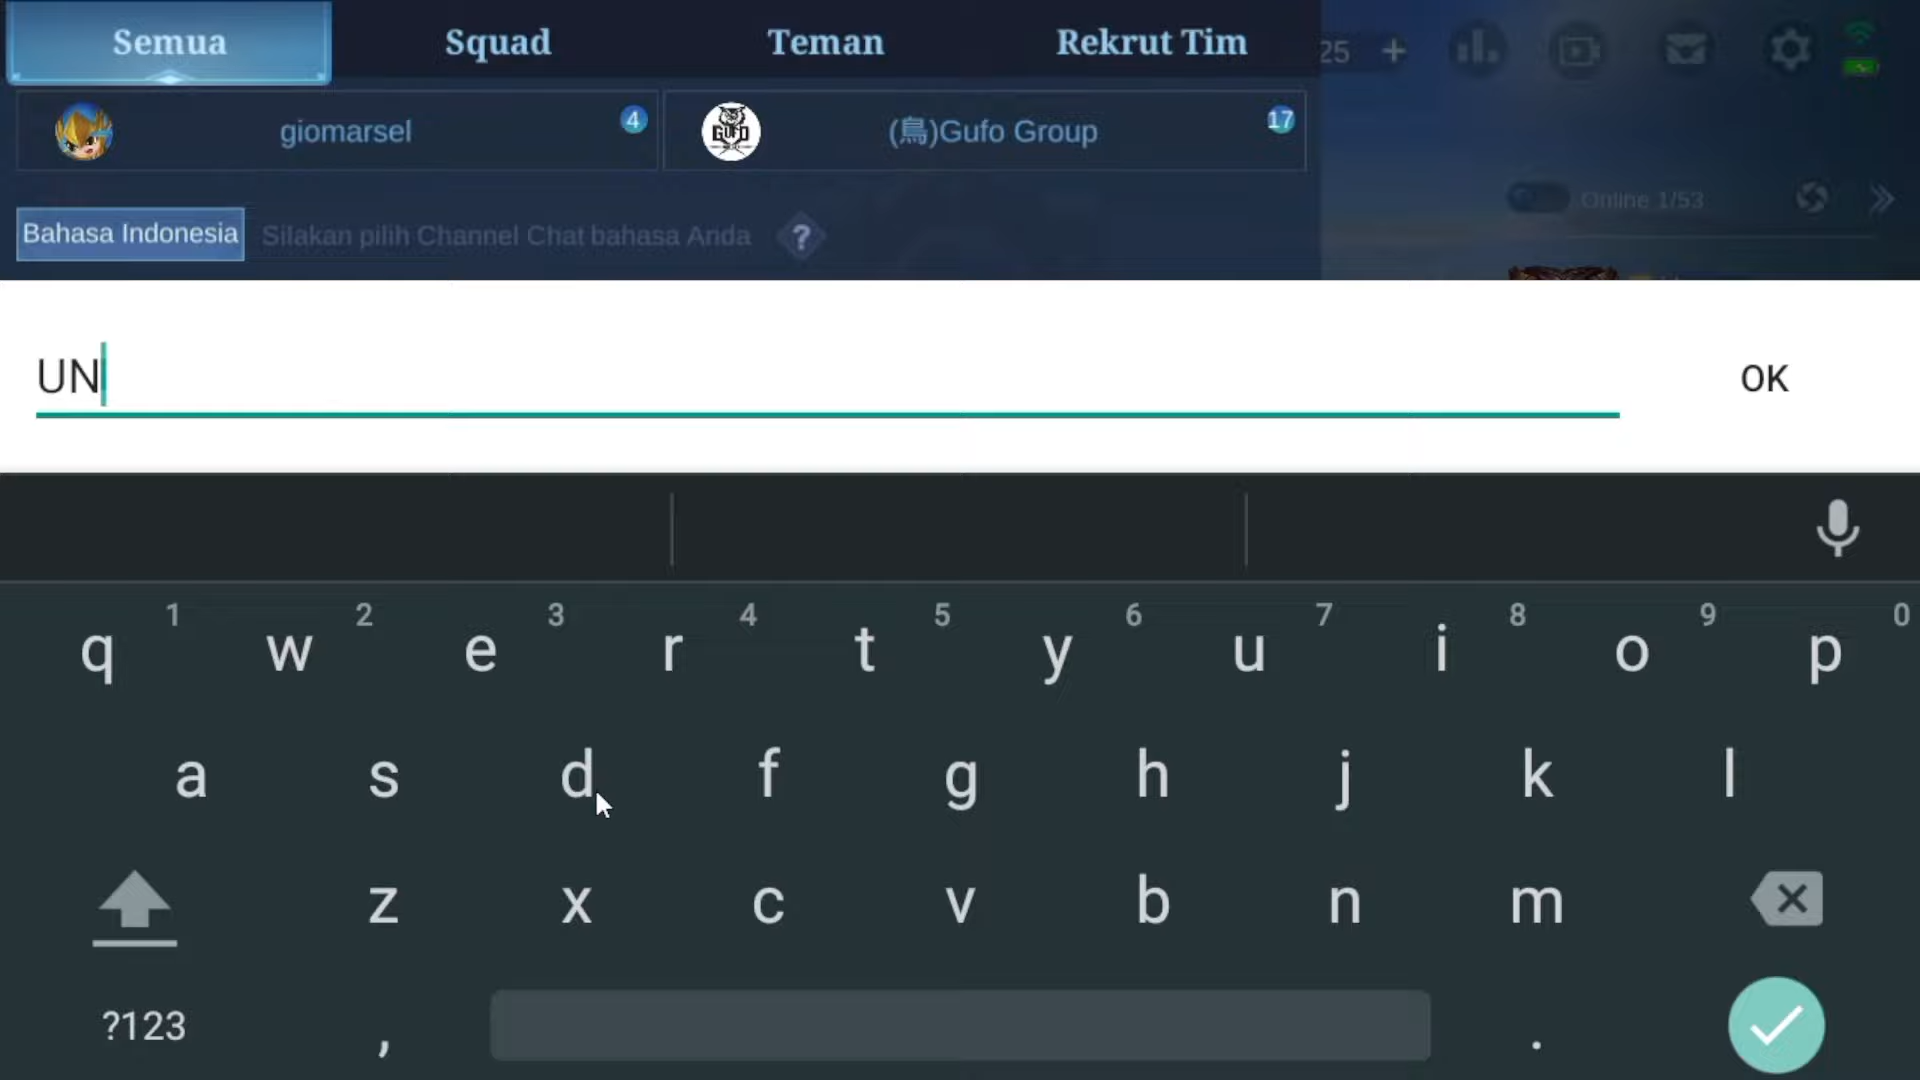 Semua Squad Teman Rekrut Tim 25 +
giomarsel 4 GUFO (鳥)Gufo Group 17
Online 1/53
Bahasa Indonesia Silakan pilih Channel Chat bahasa Anda ?
UN OK
1 2 3 4 5 6 7 8 9 0
q w e r t y u i o p
a s d f g h j k l
z x c v b n m
?123 , .